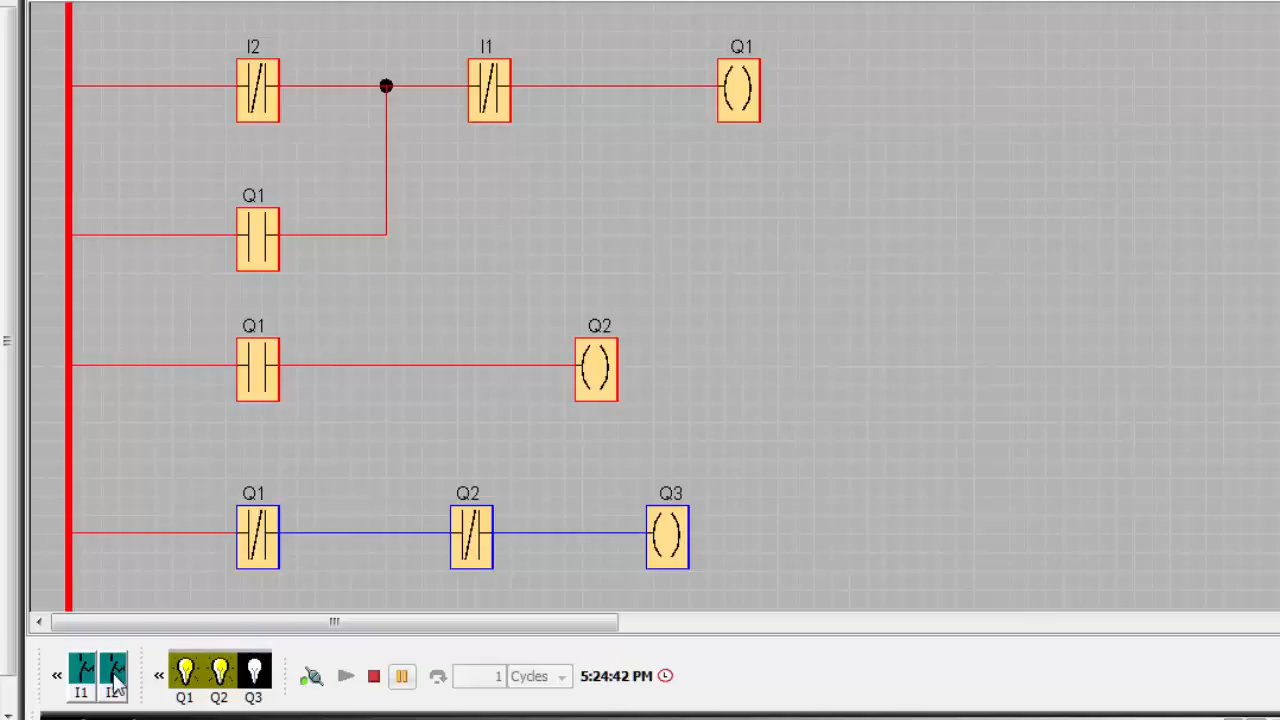 I2 I1 Q1
Q1
Q1 Q2
Q1 Q2 Q3
« I1 « Q1 Q2 Q3 1 Cycles 5:24:42 PM